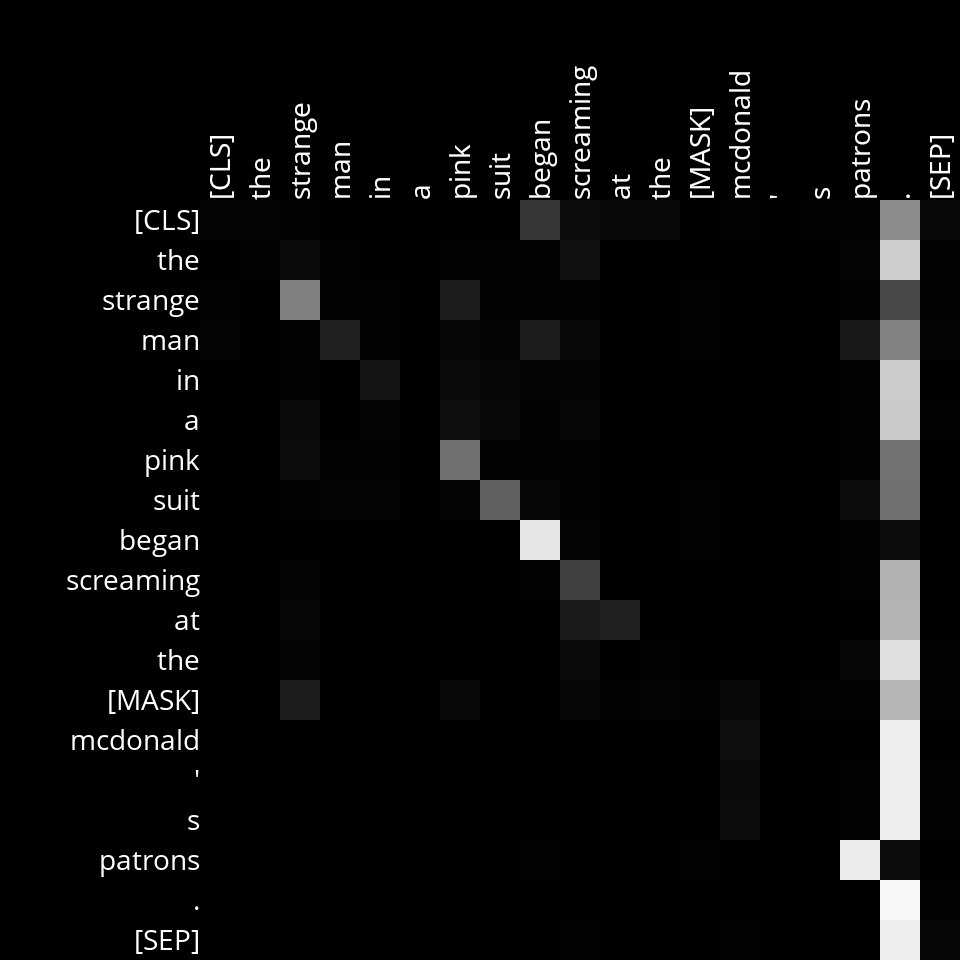 [CLS] the strange man in a pink suit began screaming at the [MASK] mcdonald ' s patrons . [SEP]
[CLS]
the
strange
man
in
a
pink
suit
began
screaming
at
the
[MASK]
mcdonald
'
s
patrons
.
[SEP]